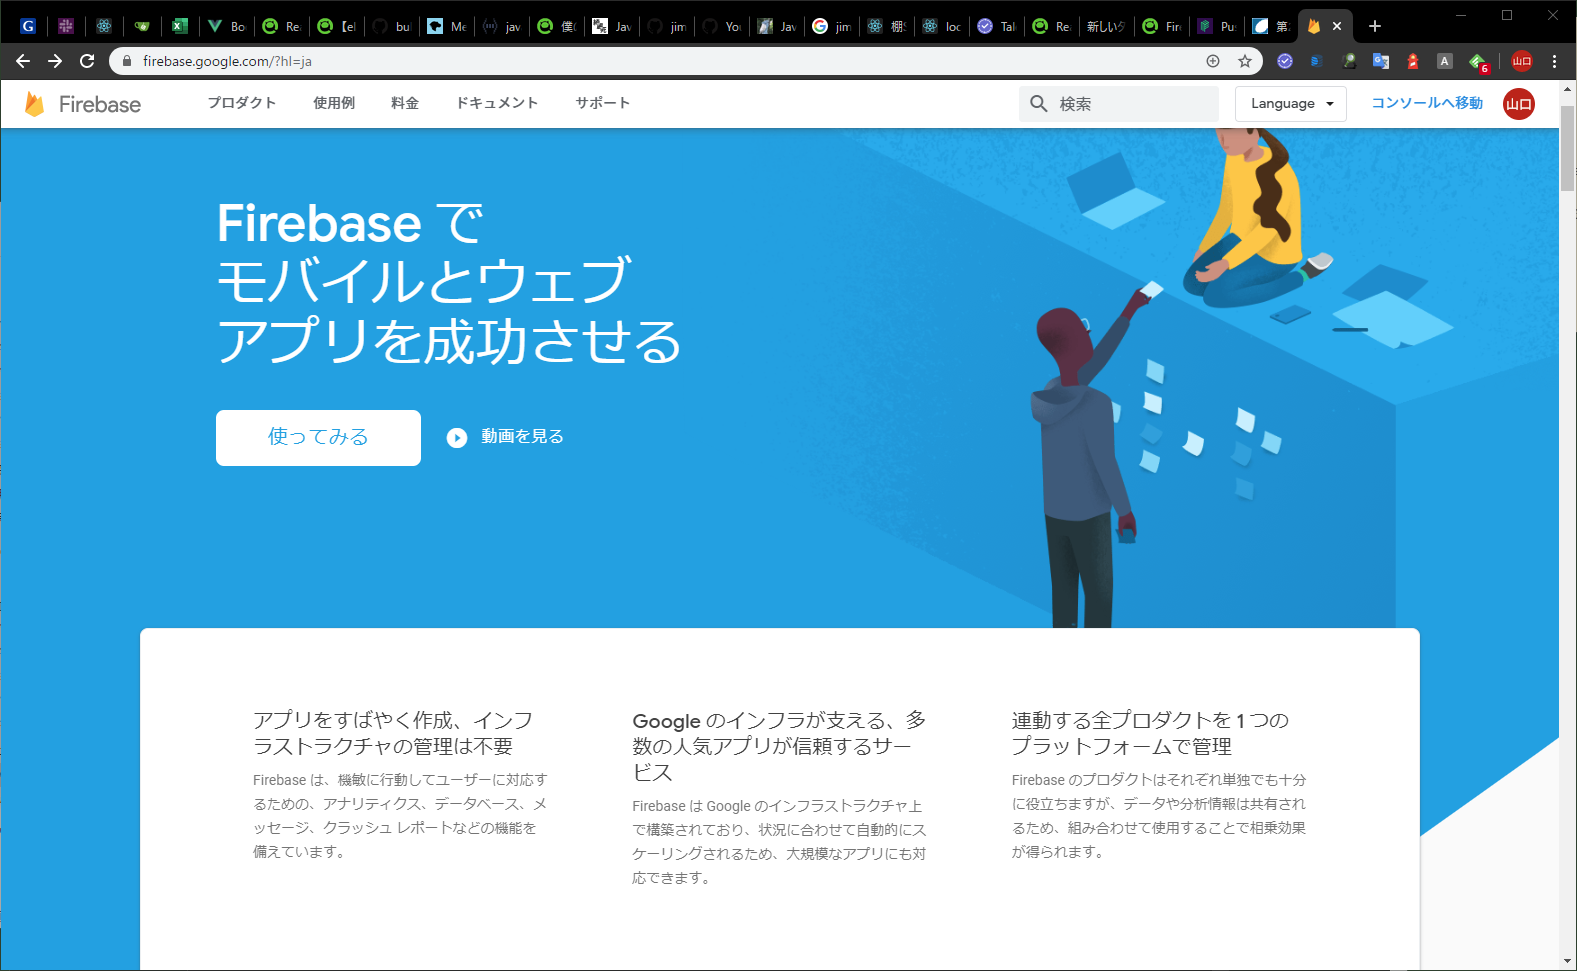 Bo
Re
【el
bu
Me
jav
僕(
Jav
jim
Yo
Jav
jim
棚S
loc
Tal
Re
新しいタ
Fire
Pu
第
firebase.google.com/?hl=ja
6
山口
Firebase
プロダクト
使用例
料金
ドキュメント
サポート
検索
Language
コンソールへ移動
山口
Firebase で
モバイルとウェブ
アプリを成功させる
使ってみる
動画を見る
アプリをすばやく作成、インフ
ラストラクチャの管理は不要
Firebase は、機敏に行動してユーザーに対応す
るための、アナリティクス、データベース、メ
ッセージ、クラッシュ レポートなどの機能を
備えています。
Google のインフラが支える、多
数の人気アプリが信頼するサー
ビス
Firebase は Google のインフラストラクチャ上
で構築されており、状況に合わせて自動的にス
ケーリングされるため、大規模なアプリにも対
応できます。
連動する全プロダクトを 1 つの
プラットフォームで管理
Firebase のプロダクトはそれぞれ単独でも十分
に役立ちますが、データや分析情報は共有され
るため、組み合わせて使用することで相乗効果
が得られます。